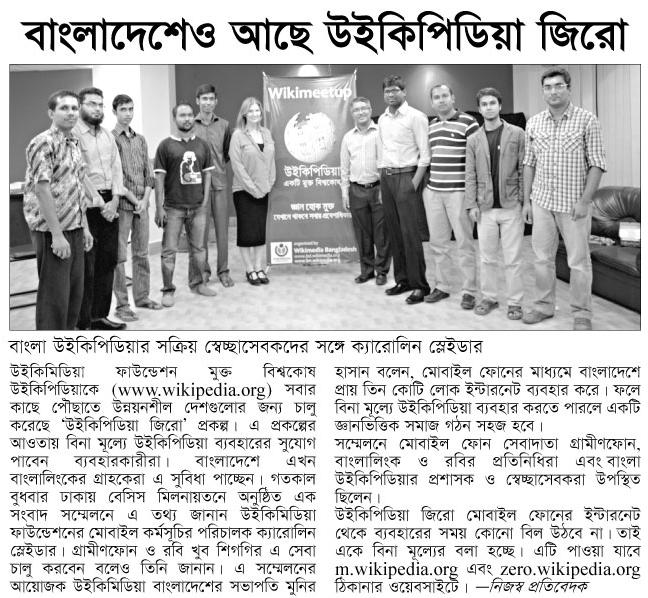 বাংলাদেশেও আছে উইকিপিডিয়া জিরো
Wikimeetup
উইকিপিডিয়া
একটি মুক্ত বিশ্বকোষ
জ্ঞান হোক মুক্ত
যেখানে থাকবে সবার প্রবেশাধিকার
organized by
Wikimedia Bangladesh
বাংলা উইকিপিডিয়ার সক্রিয় স্বেচ্ছাসেবকদের সঙ্গে ক্যারোলিন স্লেইডার
উইকিমিডিয়া ফাউন্ডেশন মুক্ত বিশ্বকোষ
উইকিপিডিয়াকে (www.wikipedia.org) সবার
কাছে পৌছাতে উন্নয়নশীল দেশগুলোর জন্য চালু
করেছে ‘উইকিপিডিয়া জিরো’ প্রকল্প। এ প্রকল্পের
আওতায় বিনা মূল্যে উইকিপিডিয়া ব্যবহারের সুযোগ
পাবেন ব্যবহারকারীরা। বাংলাদেশে এখন
বাংলালিংকের গ্রাহকেরা এ সুবিধা পাচ্ছেন। গতকাল
বুধবার ঢাকায় বেসিস মিলনায়তনে অনুষ্ঠিত এক
সংবাদ সম্মেলনে এ তথ্য জানান উইকিমিডিয়া
ফাউন্ডেশনের মোবাইল কর্মসূচির পরিচালক ক্যারোলিন
স্লেইডার। গ্রামীণফোন ও রবি খুব শিগগির এ সেবা
চালু করবেন বলেও তিনি জানান। এ সম্মেলনের
আয়োজক উইকিমিডিয়া বাংলাদেশের সভাপতি মুনির
হাসান বলেন, মোবাইল ফোনের মাধ্যমে বাংলাদেশে
প্রায় তিন কোটি লোক ইন্টারনেট ব্যবহার করে। ফলে
বিনা মূল্যে উইকিপিডিয়া ব্যবহার করতে পারলে একটি
জ্ঞানভিত্তিক সমাজ গঠন সহজ হবে।
সম্মেলনে মোবাইল ফোন সেবাদাতা গ্রামীণফোন,
বাংলালিংক ও রবির প্রতিনিধিরা এবং বাংলা
উইকিপিডিয়ার প্রশাসক ও স্বেচ্ছাসেবকরা উপস্থিত
ছিলেন।
উইকিপিডিয়া জিরো মোবাইল ফোনের ইন্টারনেট
থেকে ব্যবহারের সময় কোনো বিল উঠবে না। তাই
একে বিনা মূল্যের বলা হচ্ছে। এটি পাওয়া যাবে
m.wikipedia.org এবং zero.wikipedia.org
ঠিকানার ওয়েবসাইটে। —নিজস্ব প্রতিবেদক